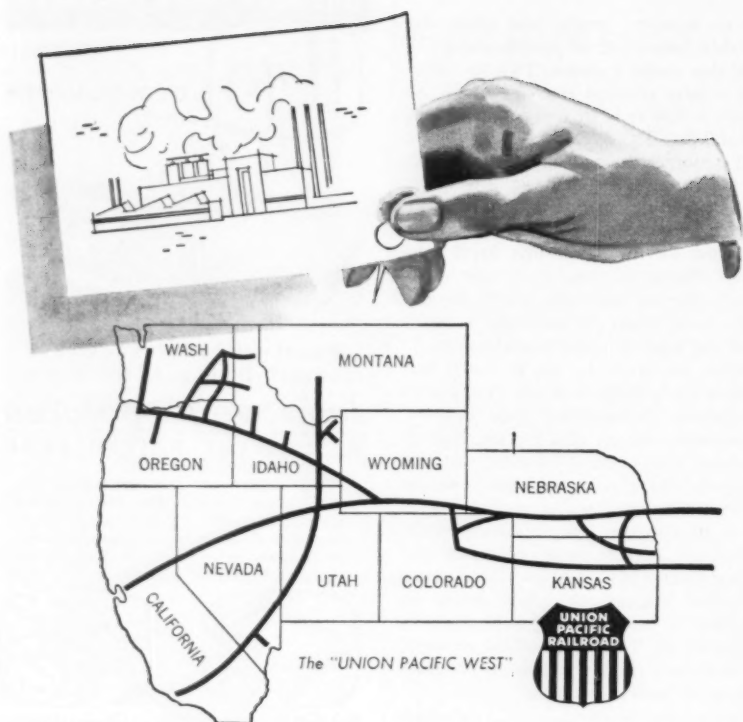 WASH
MONTANA
OREGON
IDAHO
WYOMING
NEBRASKA
NEVADA
UTAH
COLORADO
KANSAS
CALIFORNIA
UNION
PACIFIC
RAILROAD
The "UNION PACIFIC WEST"